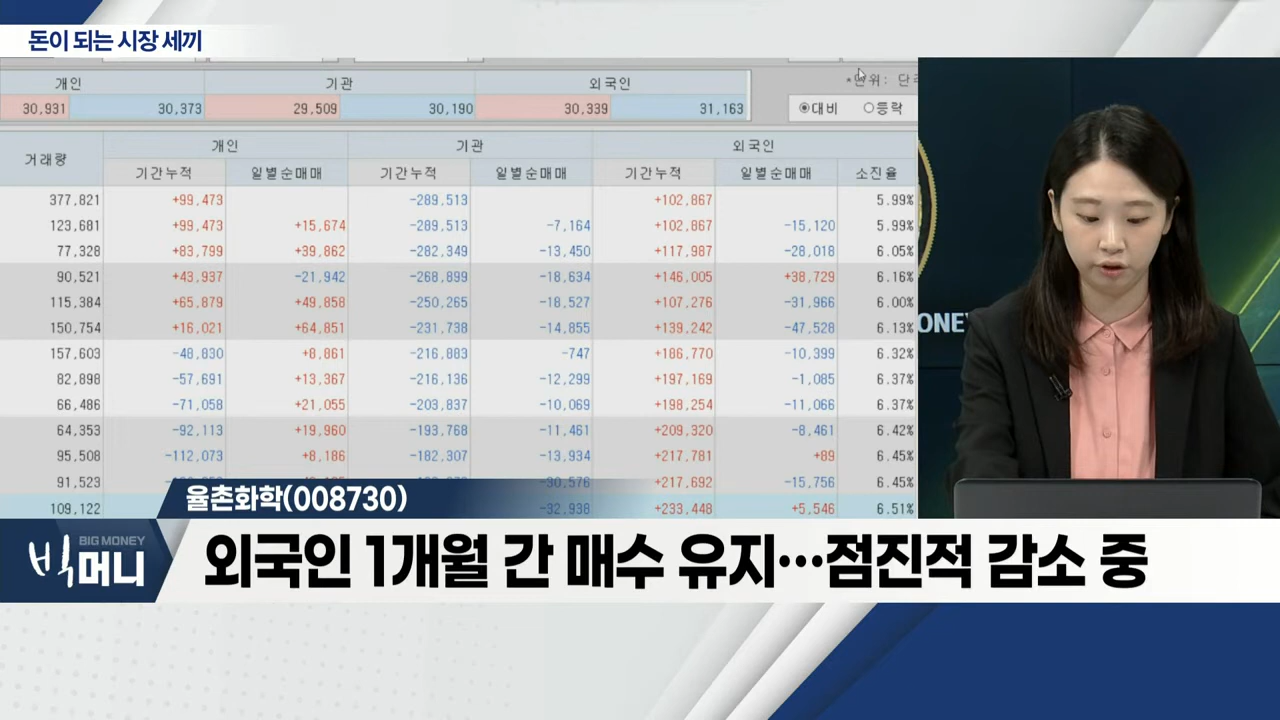 돈이 되는 시장 세끼
개인 기관 외국인
30,931 30,373 29,509 30,190 30,339 31,163
대비 등락
거래량 개인 기관 외국인
기간누적 일별순매매 기간누적 일별순매매 기간누적 일별순매매 소진율
377,821 +99,473 -289,513 +102,867 5.99%
123,681 +99,473 +15,674 -289,513 -7,164 +102,867 -15,120 5.99%
77,328 +83,799 +39,862 -282,349 -13,450 +117,987 -28,018 6.05%
90,521 +43,937 -21,942 -268,899 -18,634 +146,005 +38,729 6.16%
115,384 +65,879 +49,858 -250,265 -18,527 +107,276 -31,966 6.00%
150,754 +16,021 +64,851 -231,738 -14,855 +139,242 -47,528 6.13%
157,603 -48,830 +8,861 -216,883 -747 +186,770 -10,399 6.32%
82,898 -57,691 +13,367 -216,136 -12,299 +197,169 -1,085 6.37%
66,486 -71,058 +21,055 -203,837 -10,069 +198,254 -11,066 6.37%
64,353 -92,113 +19,960 -193,768 -11,461 +209,320 -8,461 6.42%
95,508 -112,073 +8,186 -182,307 -13,934 +217,781 +89 6.45%
91,523 -30,576 +217,692 -15,756 6.45%
109,122 -32,938 +233,448 +5,546 6.51%
율촌화학(008730)
BIG MONEY
빅머니
외국인 1개월 간 매수 유지…점진적 감소 중